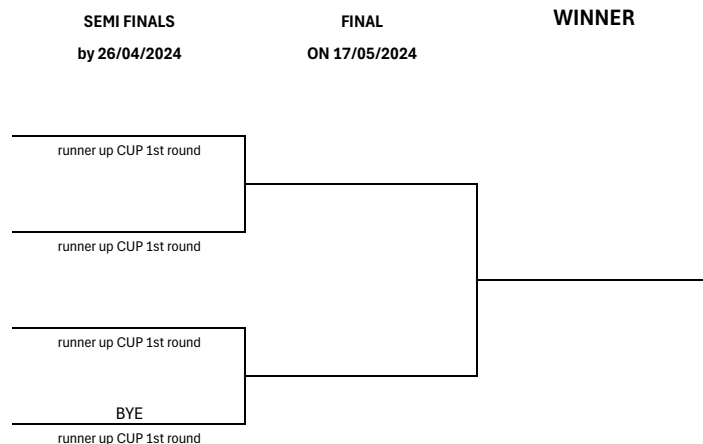 SEMI FINALS
by 26/04/2024
FINAL
ON 17/05/2024
WINNER
runner up CUP 1st round
runner up CUP 1st round
runner up CUP 1st round
BYE
runner up CUP 1st round